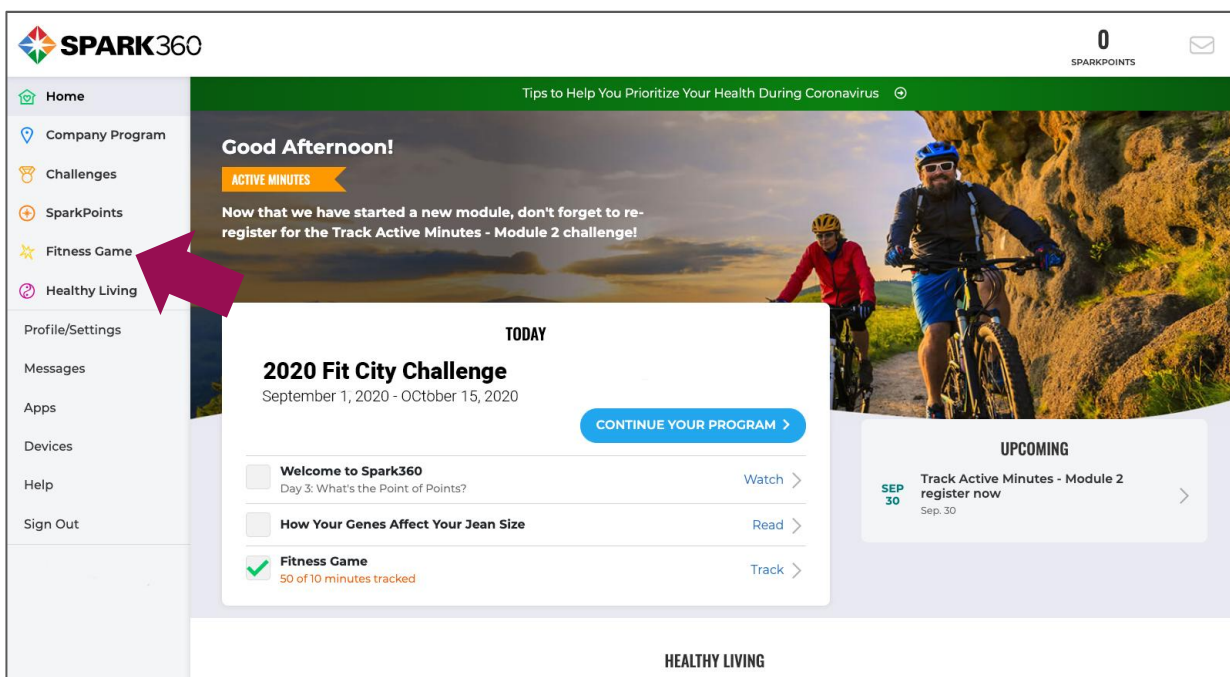 SPARK360
0
SPARKPOINTS
Home
Company Program
Challenges
SparkPoints
Fitness Game
Healthy Living
Profile/Settings
Messages
Apps
Devices
Help
Sign Out
Tips to Help You Prioritize Your Health During Coronavirus
Good Afternoon!
ACTIVE MINUTES
Now that we have started a new module, don't forget to re-
register for the Track Active Minutes - Module 2 challenge!
TODAY
2020 Fit City Challenge
September 1, 2020 - OCtober 15, 2020
CONTINUE YOUR PROGRAM >
Welcome to Spark360
Day 3: What's the Point of Points?
Watch
How Your Genes Affect Your Jean Size
Read
Fitness Game
50 of 10 minutes tracked
Track
UPCOMING
SEP
30
Track Active Minutes - Module 2
register now
Sep. 30
HEALTHY LIVING